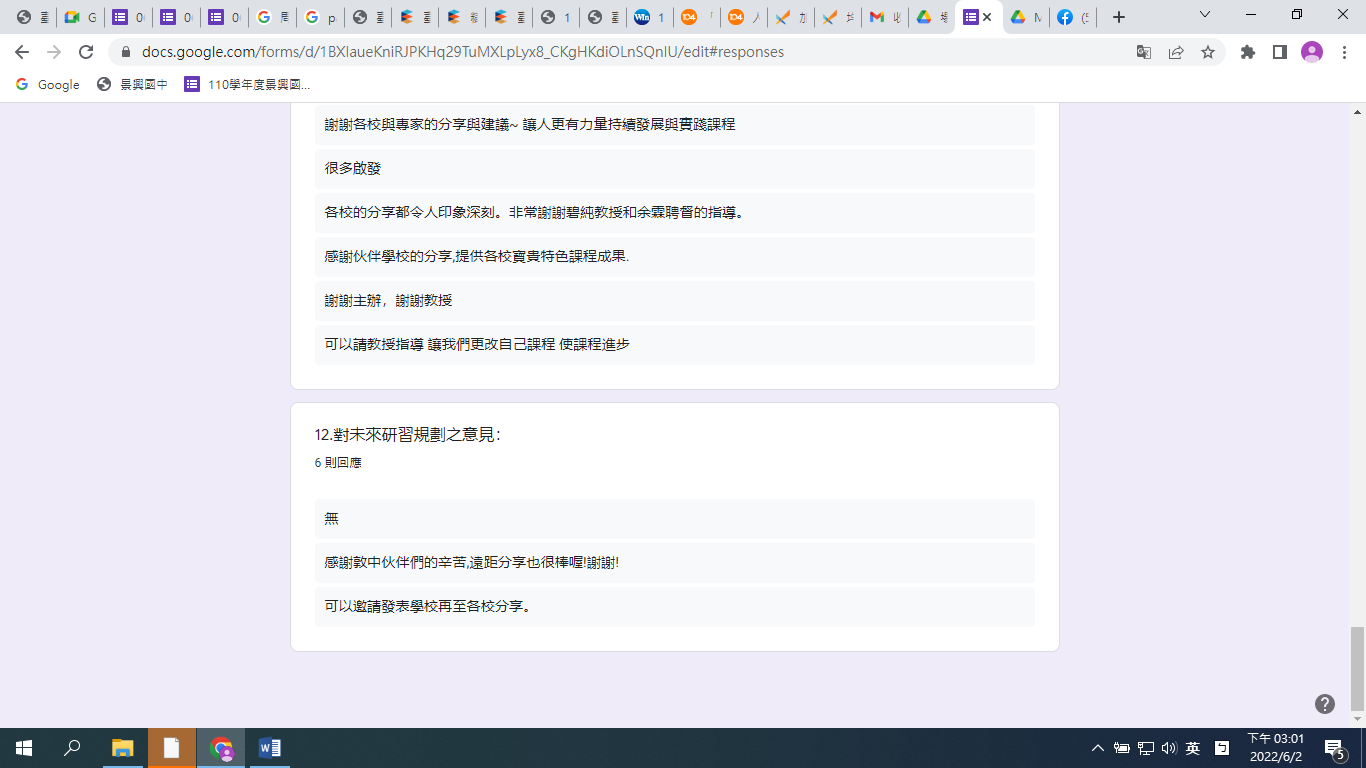 docs.google.com/forms/d/1BXIaueKniRJPKHq29TuMXLpLyx8_CKgHKdiOLnSQnIU/edit#responses
Google 景興國中 110學年度景興國...
謝謝各校與專家的分享與建議~ 讓人更有力量持續發展與實踐課程
很多啟發
各校的分享都令人印象深刻。非常謝謝碧純教授和余霖聘督的指導。
感謝伙伴學校的分享,提供各校寶貴特色課程成果.
謝謝主辦，謝謝教授
可以請教授指導 讓我們更改自己課程 使課程進步
12.對未來研習規劃之意見：
6 則回應
無
感謝敦中伙伴們的辛苦,遠距分享也很棒喔!謝謝!
可以邀請發表學校再至各校分享。
英
下午 03:01
2022/6/2
5